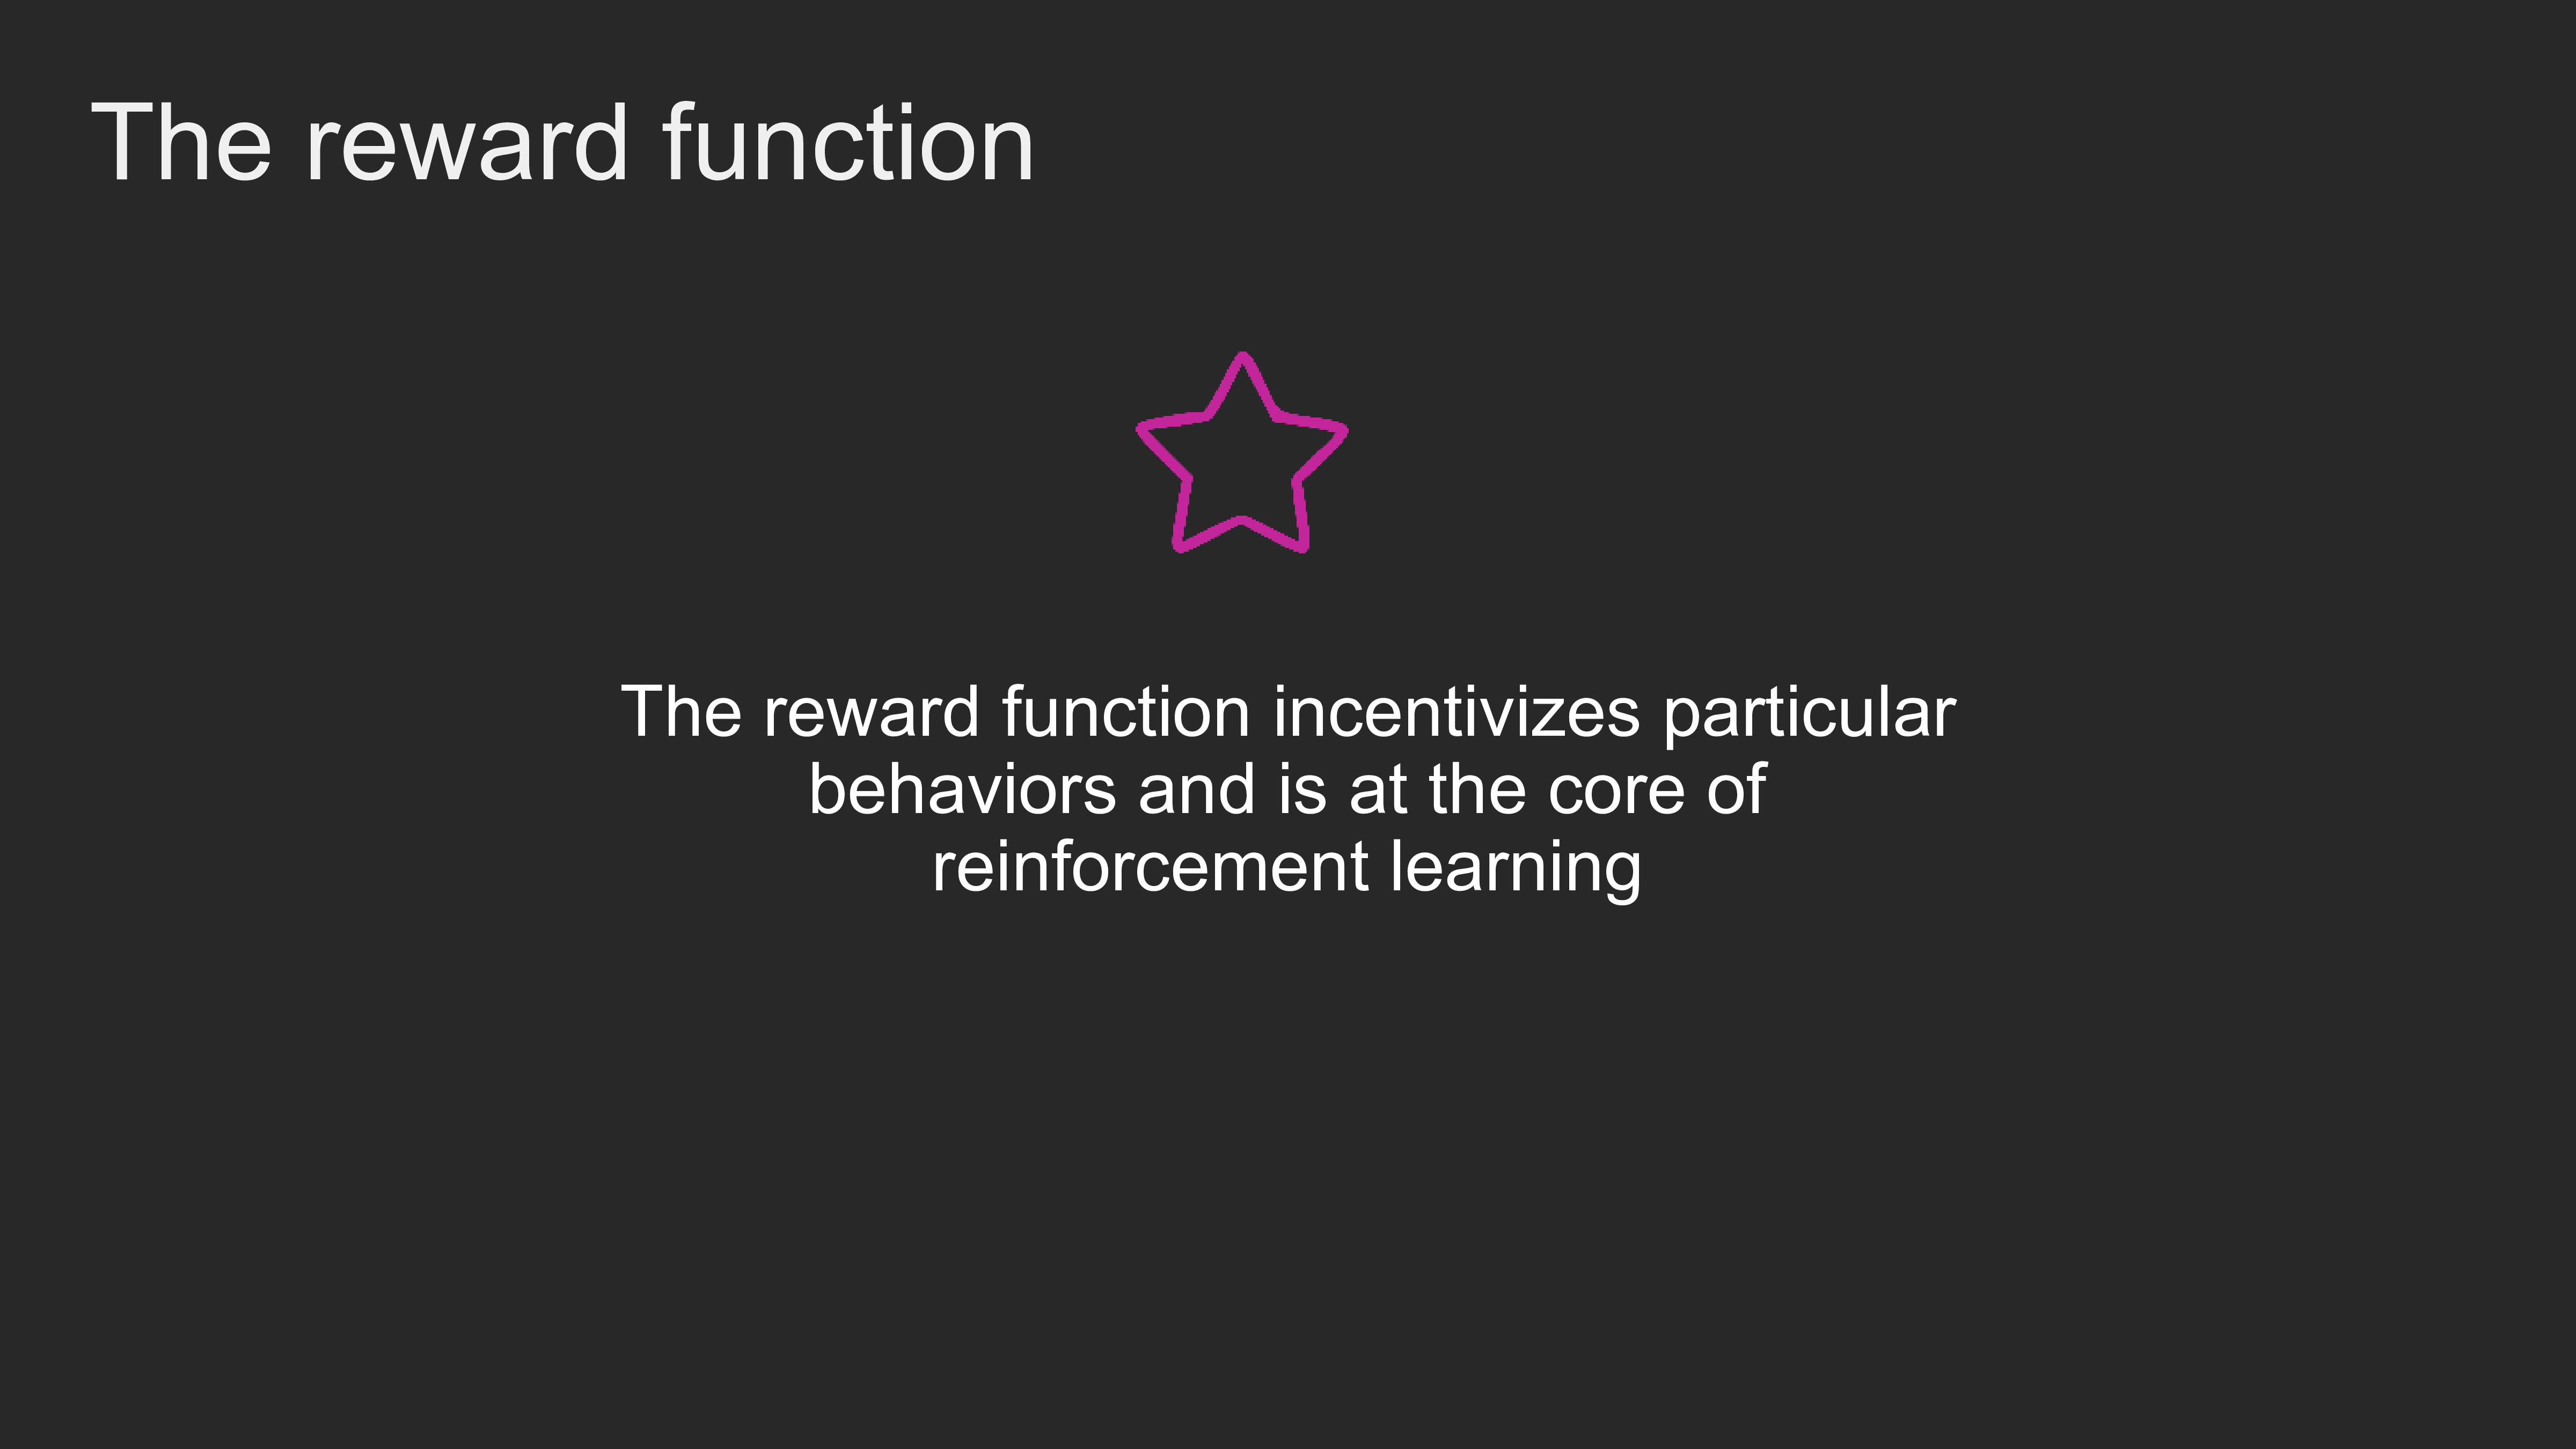 The reward function
The reward function incentivizes particular
behaviors and is at the core of
reinforcement learning